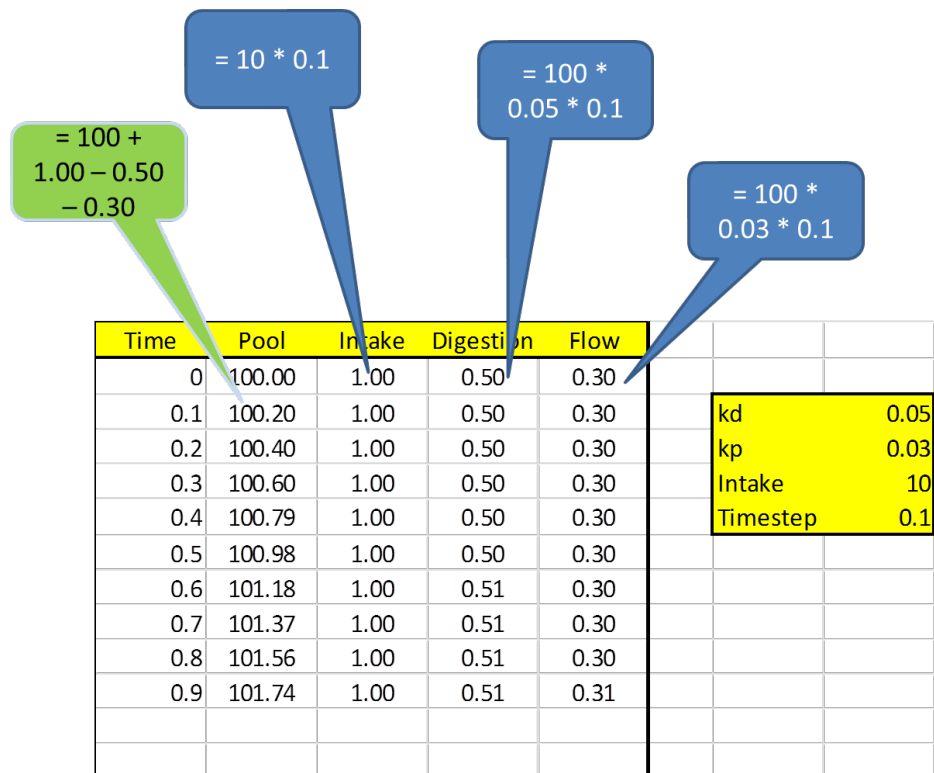 = 10 * 0.1
= 100 *
0.05 * 0.1
= 100 +
1.00 – 0.50
– 0.30
= 100 *
0.03 * 0.1
Time Pool Intake Digestion Flow
0 100.00 1.00 0.50 0.30
0.1 100.20 1.00 0.50 0.30
0.2 100.40 1.00 0.50 0.30
0.3 100.60 1.00 0.50 0.30
0.4 100.79 1.00 0.50 0.30
0.5 100.98 1.00 0.50 0.30
0.6 101.18 1.00 0.51 0.30
0.7 101.37 1.00 0.51 0.30
0.8 101.56 1.00 0.51 0.30
0.9 101.74 1.00 0.51 0.31
kd 0.05
kp 0.03
Intake 10
Timestep 0.1